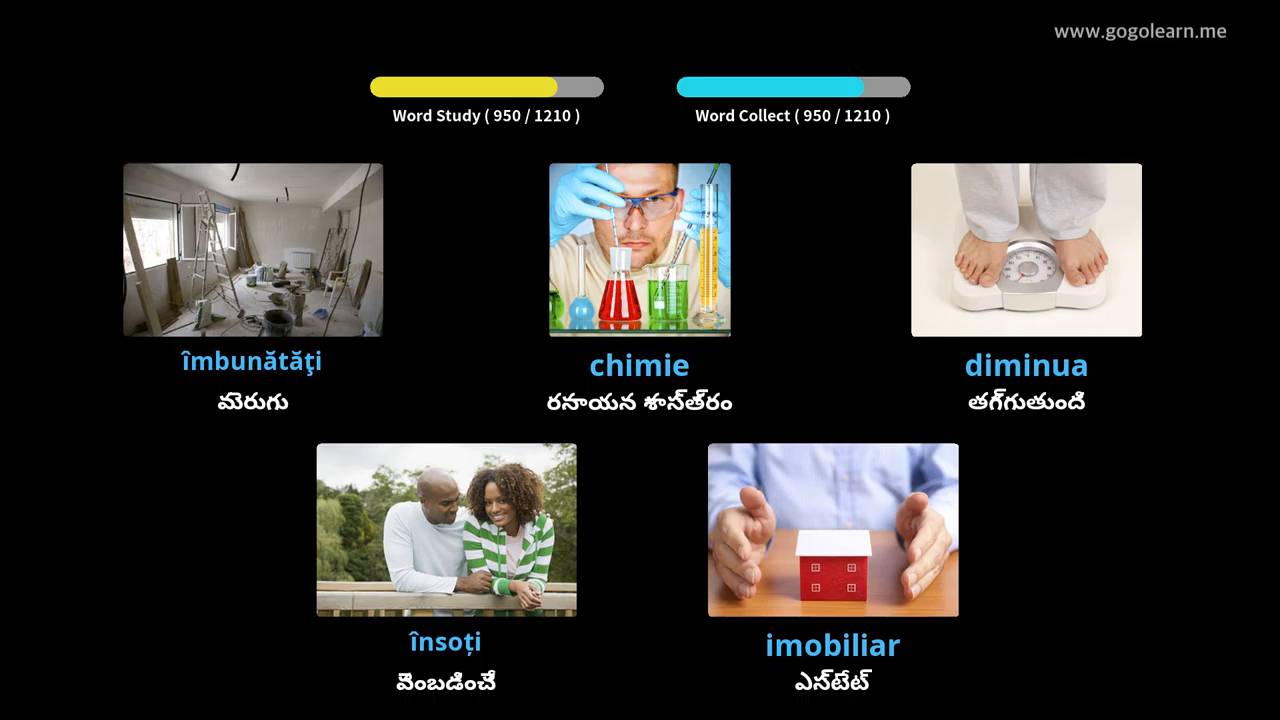 www.gogolearn.me
Word Study ( 950 / 1210 )
Word Collect ( 950 / 1210 )
îmbunătăţi
మెరుగు
chimie
రసాయన శాస్త్రం
diminua
తగ్గుతుంది
însoți
వెంబడించే
imobiliar
ఎస్టేట్